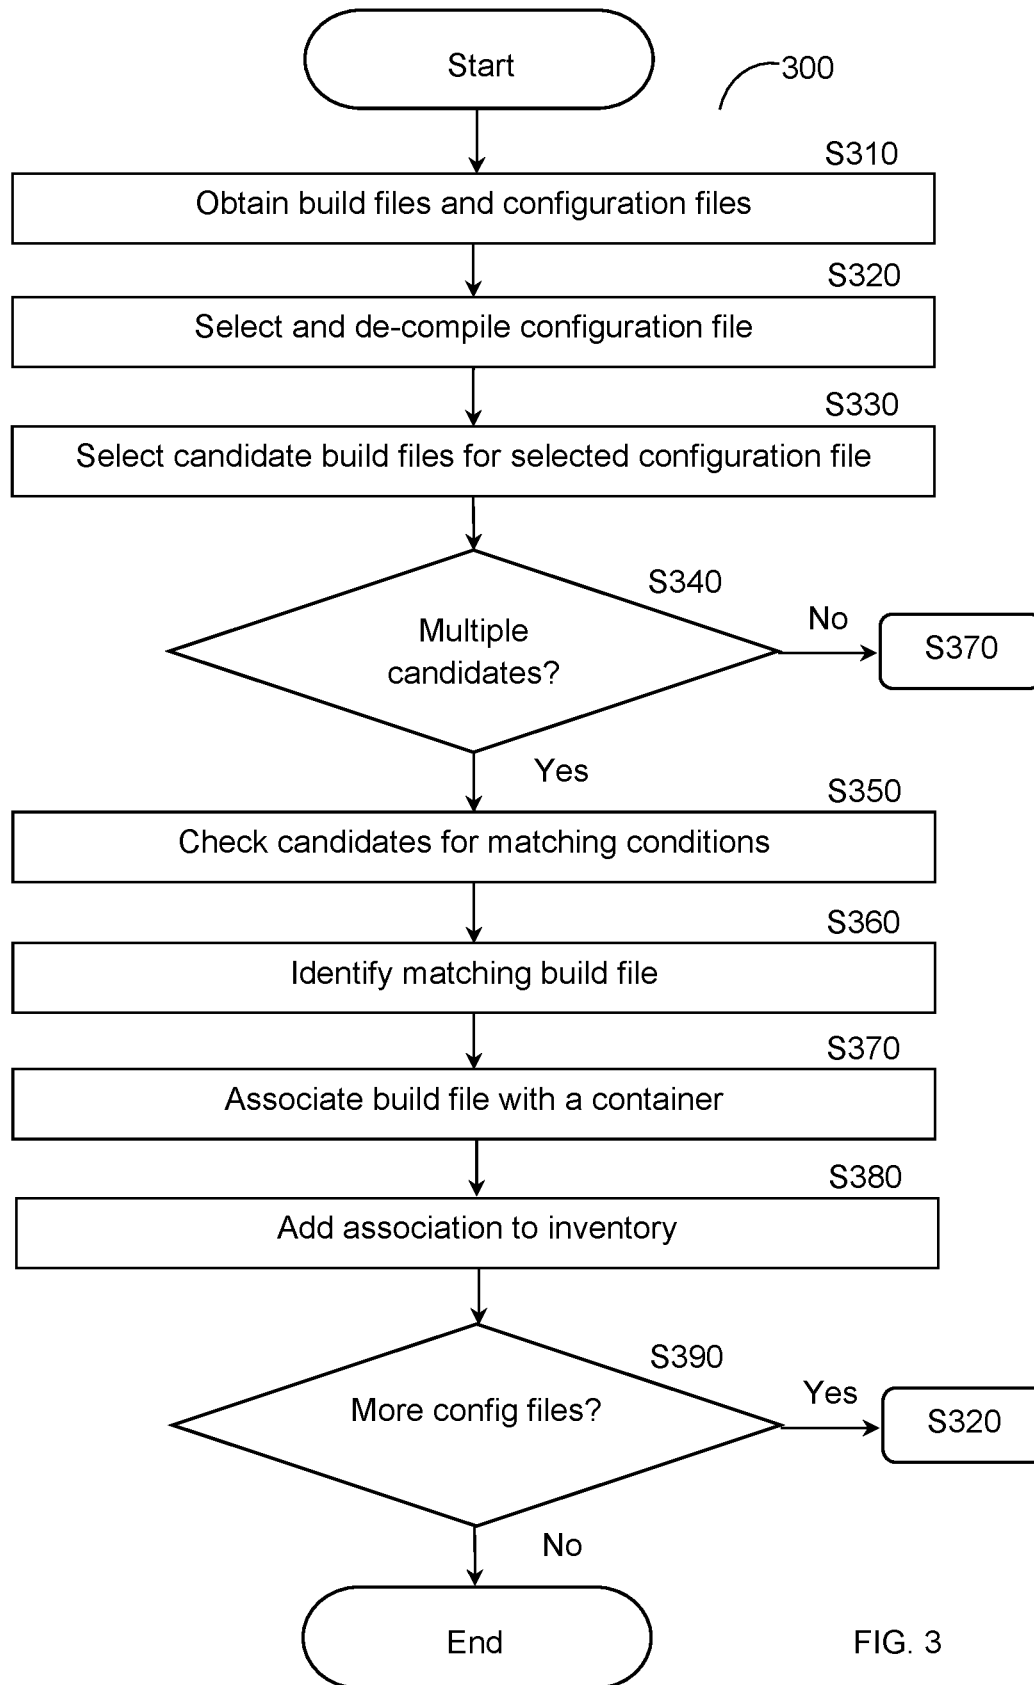 Start
300
S310
Obtain build files and configuration files
S320
Select and de-compile configuration file
S330
Select candidate build files for selected configuration file
S340
Multiple
candidates?
No
S370
Yes
S350
Check candidates for matching conditions
S360
Identify matching build file
S370
Associate build file with a container
S380
Add association to inventory
S390
More config files?
Yes
S320
No
End
FIG. 3